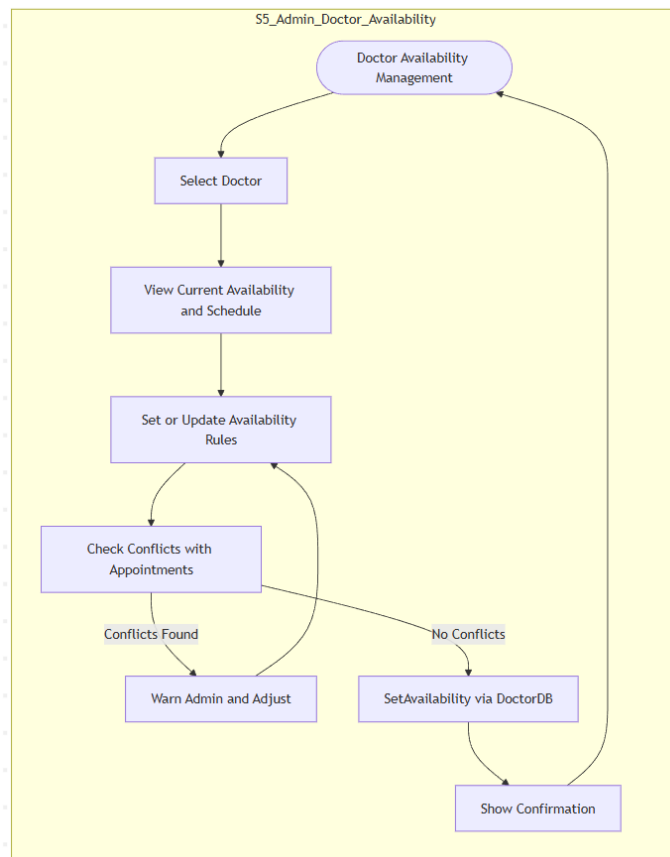 S5_Admin_Doctor_Availability
Doctor Availability
Management
Select Doctor
View Current Availability
and Schedule
Set or Update Availability
Rules
Check Conflicts with
Appointments
Conflicts Found
No Conflicts
Warn Admin and Adjust
SetAvailability via DoctorDB
Show Confirmation